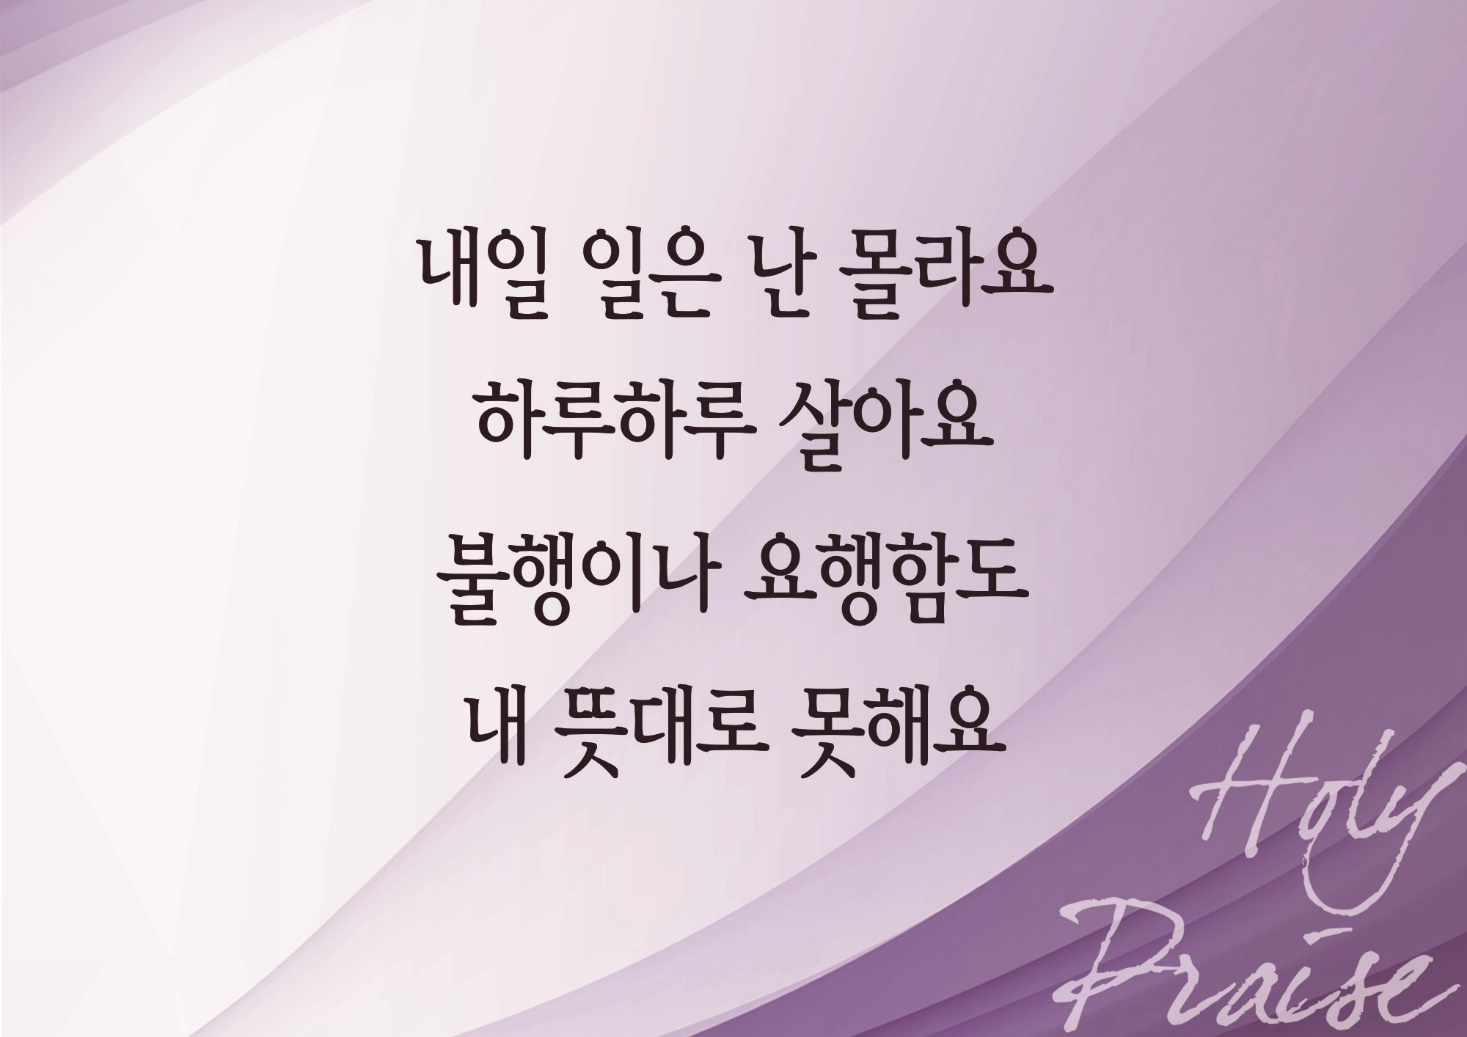 내일 일은 난 몰라요
하루하루 살아요
불행이나 요행함도
내 뜻대로 못해요
Holy
Praise